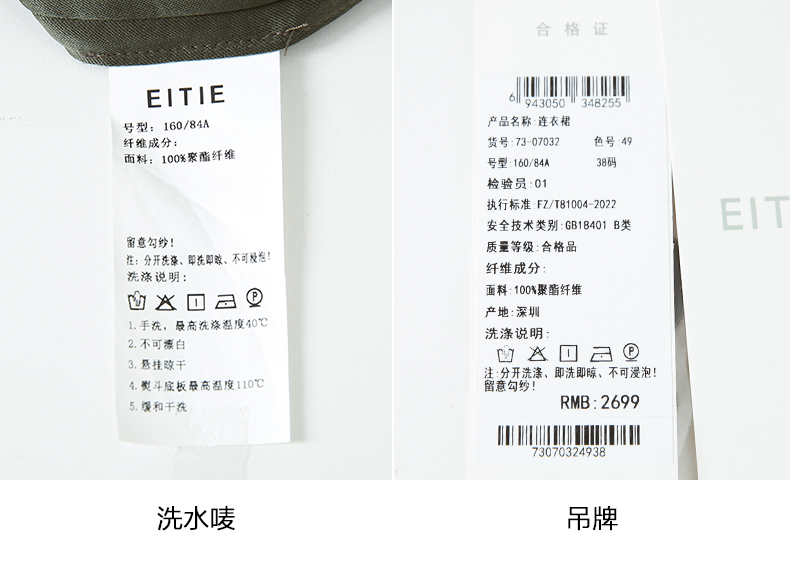 EITIE
号型: 160/84A
纤维成分:
面料: 100%聚酯纤维
留意勾纱!
注: 分开洗涤、即洗即晾、不可浸泡!
洗涤说明:
P
1.手洗,最高洗涤温度40℃
2.不可漂白
3.悬挂晾干
4.熨斗底板最高温度110℃
5.缓和干洗
洗水唛
合格证
6 943050 348255
产品名称:连衣裙
货号:73-07032 色号:49
号型:160/84A 38码
检验员:01
执行标准:FZ/T81004-2022
安全技术类别:GB18401 B类
质量等级:合格品
纤维成分:
面料:100%聚酯纤维
产地:深圳
洗涤说明:
P
注:分开洗涤、即洗即晾、不可浸泡!
留意勾纱!
RMB:2699
73070324938
EIT
吊牌